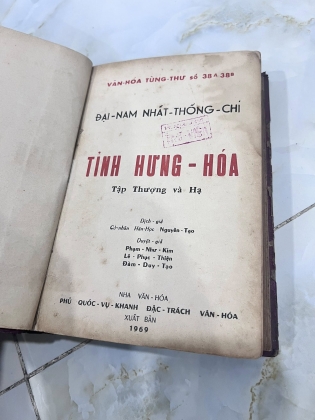 VĂN-HÓA TÙNG-THƯ số 38A-38B
ĐẠI-NAM NHẤT-THỐNG-CHÍ
TỈNH HƯNG-HÓA
Tập Thượng và Hạ
Dịch-giả
Cử-nhân Hán-Học Nguyễn-Tạo
Duyệt-giả
Phạm-Như-Kim
Lê-Phục-Thiện
Đàm-Duy-Tạo
NHA VĂN-HÓA
PHỦ QUỐC-VỤ-KHANH ĐẶC-TRÁCH VĂN-HÓA
XUẤT BẢN
1969